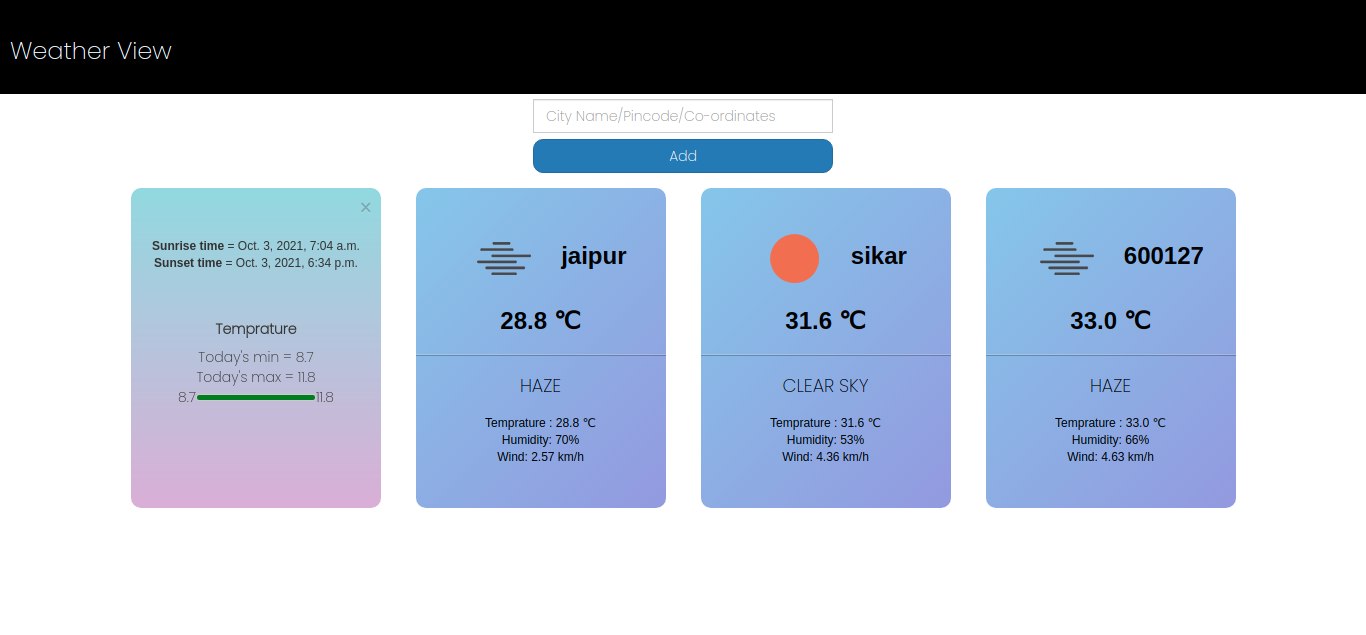 Weather View
City Name/Pincode/Co-ordinates
Add
×
Sunrise time = Oct. 3, 2021, 7:04 a.m.
Sunset time = Oct. 3, 2021, 6:34 p.m.
Temprature
Today's min = 8.7
Today's max = 11.8
8.7 11.8
jaipur
28.8 ℃
HAZE
Temprature : 28.8 ℃
Humidity: 70%
Wind: 2.57 km/h
sikar
31.6 ℃
CLEAR SKY
Temprature : 31.6 ℃
Humidity: 53%
Wind: 4.36 km/h
600127
33.0 ℃
HAZE
Temprature : 33.0 ℃
Humidity: 66%
Wind: 4.63 km/h